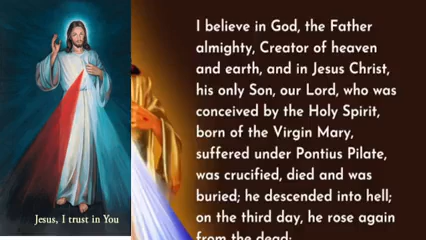 Jesus, I trust in You
I believe in God, the Father
almighty, Creator of heaven
and earth, and in Jesus Christ,
his only Son, our Lord, who was
conceived by the Holy Spirit,
born of the Virgin Mary,
suffered under Pontius Pilate,
was crucified, died and was
buried; he descended into hell;
on the third day, he rose again
from the dead;